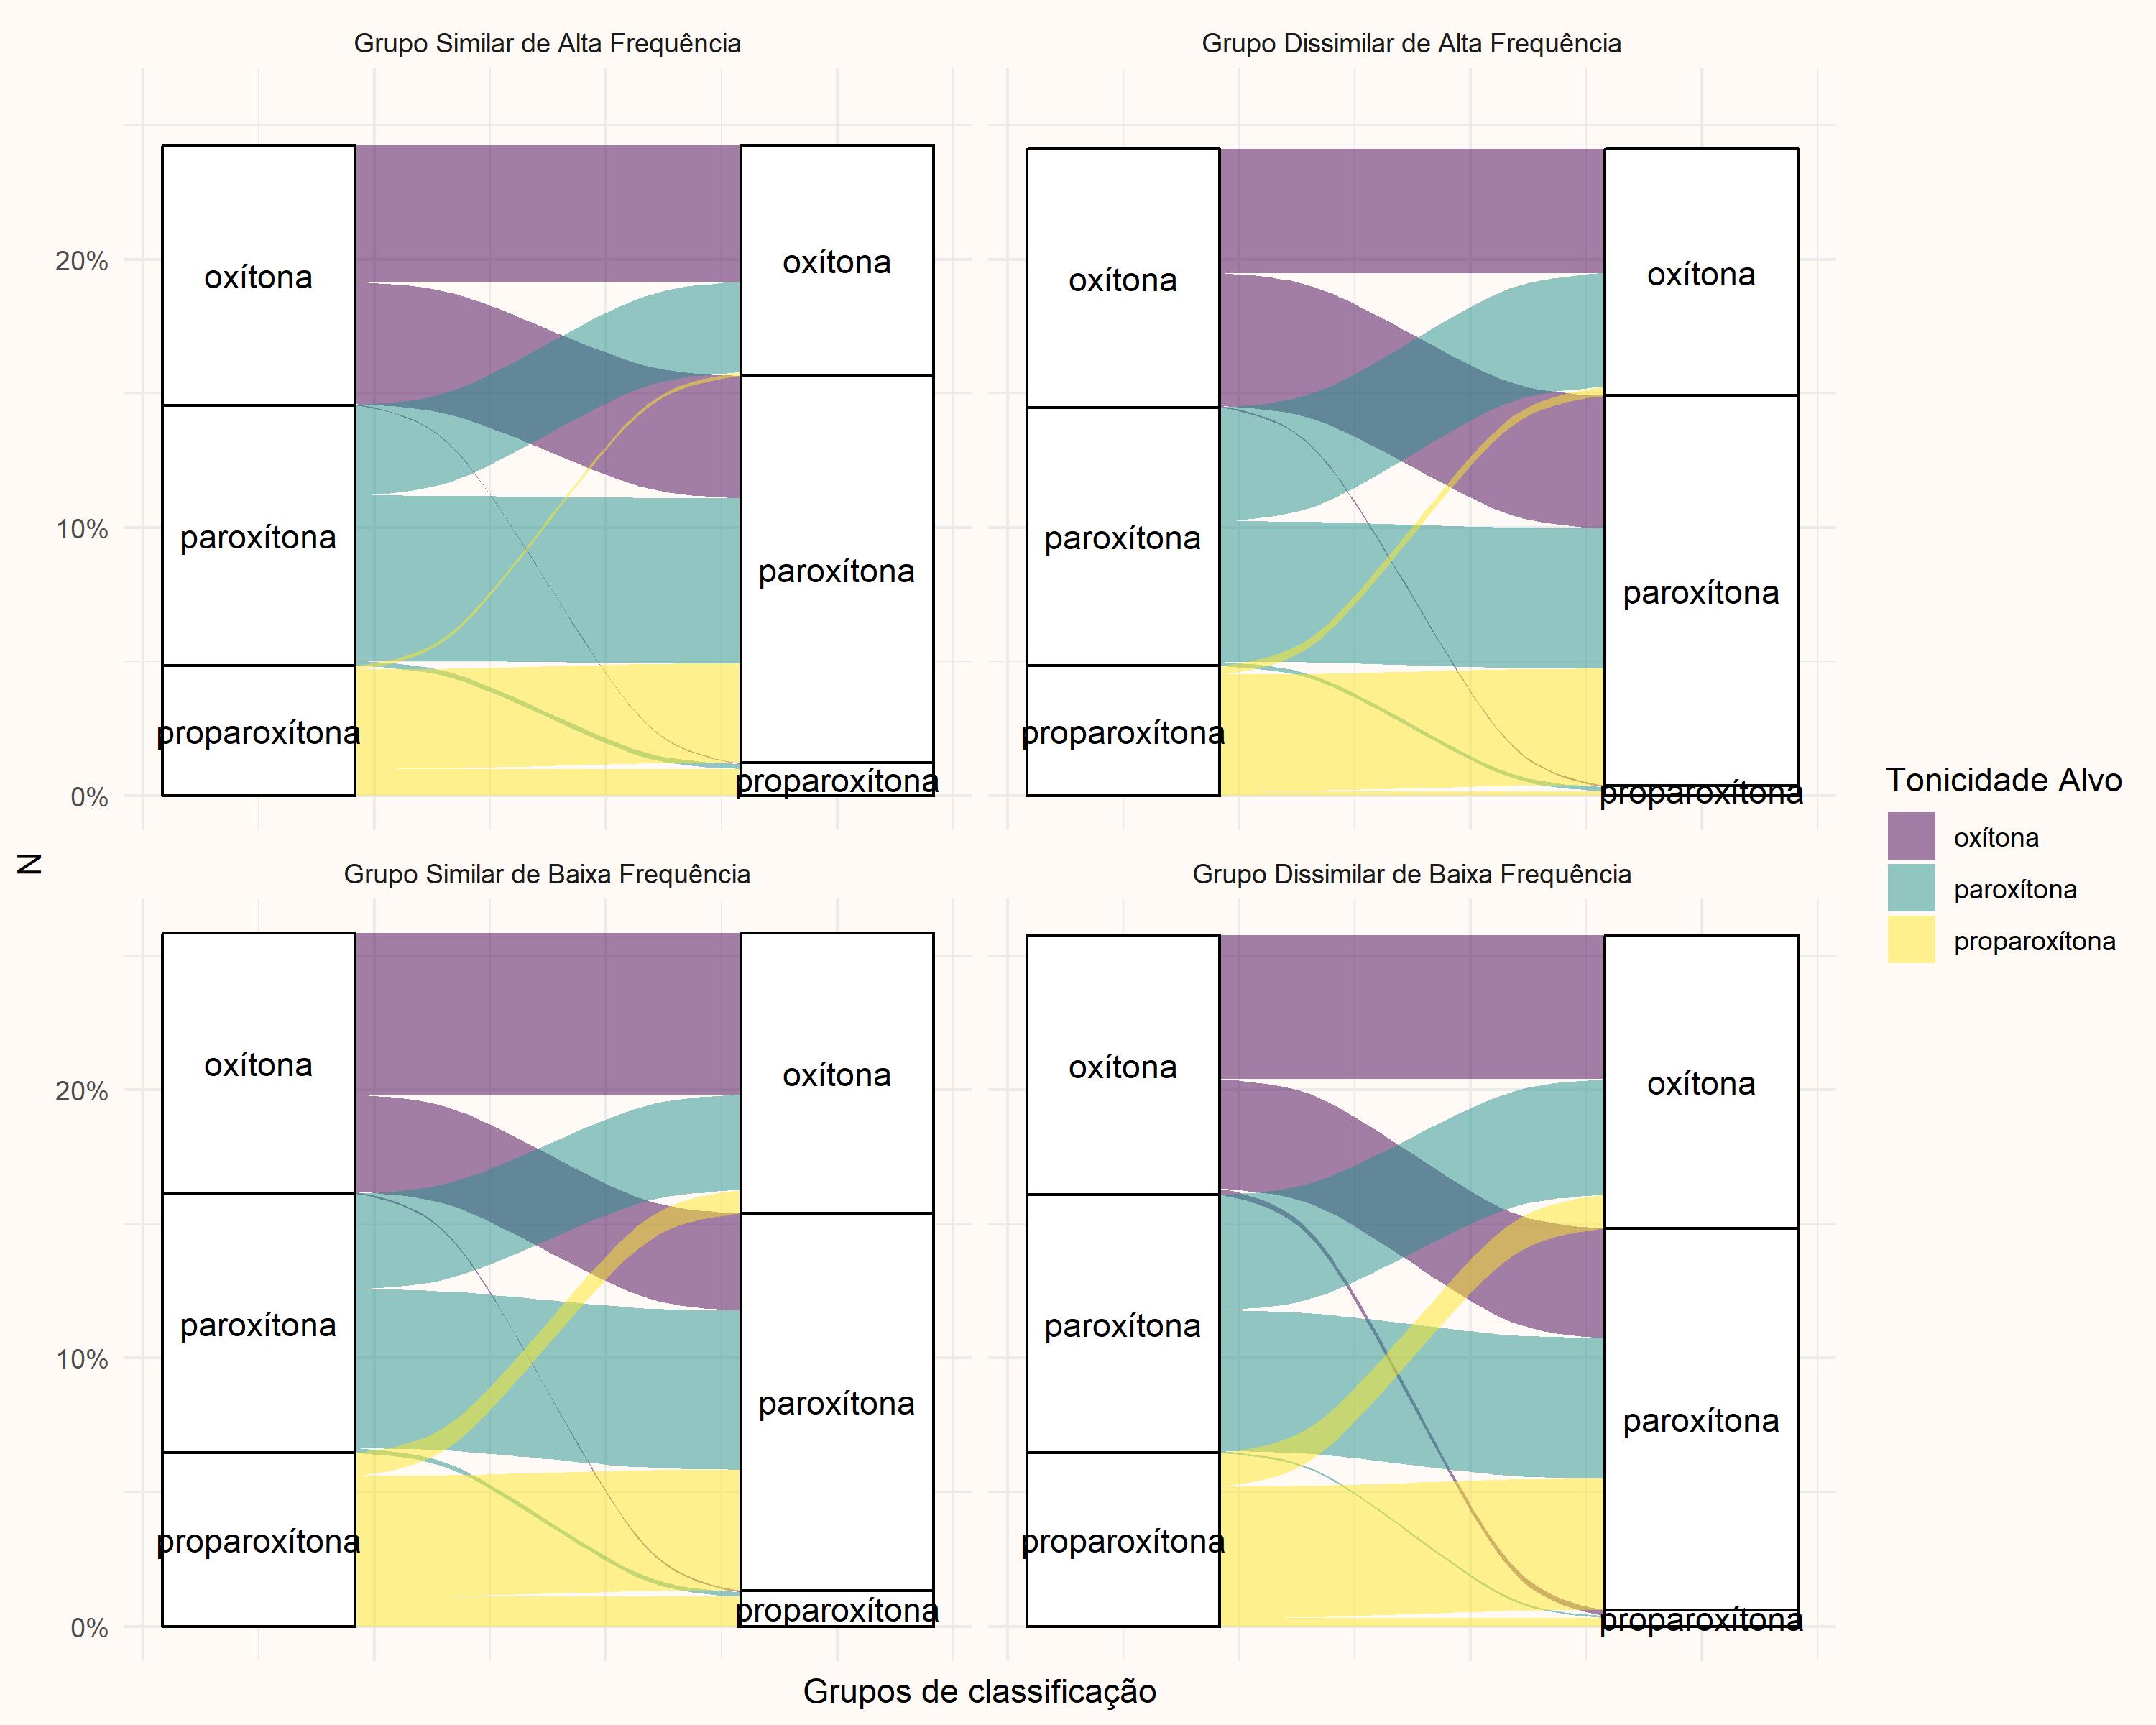 Grupo Similar de Alta Frequência
Grupo Dissimilar de Alta Frequência
20%
10%
0%
oxítona
paroxítona
proparoxítona
oxítona
paroxítona
proparoxítona
oxítona
paroxítona
proparoxítona
oxítona
paroxítona
proparoxítona
N
Grupo Similar de Baixa Frequência
Grupo Dissimilar de Baixa Frequência
20%
10%
0%
oxítona
paroxítona
proparoxítona
oxítona
paroxítona
proparoxítona
oxítona
paroxítona
proparoxítona
oxítona
paroxítona
proparoxítona
Grupos de classificação
Tonicidade Alvo
oxítona
paroxítona
proparoxítona